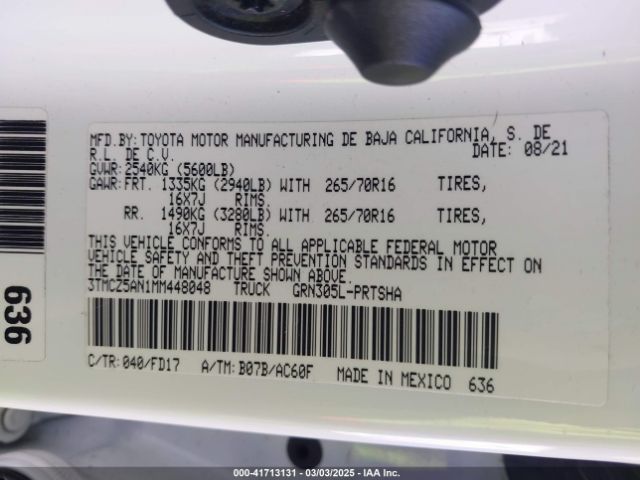 MFD.BY: TOYOTA MOTOR MANUFACTURING DE BAJA CALIFORNIA, S. DE
R.L. DE C.V. DATE: 08/21
GVWR: 2540KG (5600LB)
GAWR: FRT. 1335KG (2940LB) WITH 265/70R16 TIRES,
16X7J RIMS.
RR. 1490KG (3280LB) WITH 265/70R16 TIRES,
16X7J RIMS.
THIS VEHICLE CONFORMS TO ALL APPLICABLE FEDERAL MOTOR
VEHICLE SAFETY AND THEFT PREVENTION STANDARDS IN EFFECT ON
THE DATE OF MANUFACTURE SHOWN ABOVE.
3TMCZ5AN1MM448048 TRUCK GRN305L-PRTSHA
C/TR: 040/FD17 A/TM: B07B/AC60F MADE IN MEXICO 636
636
000-41713131 - 03/03/2025 - IAA Inc.